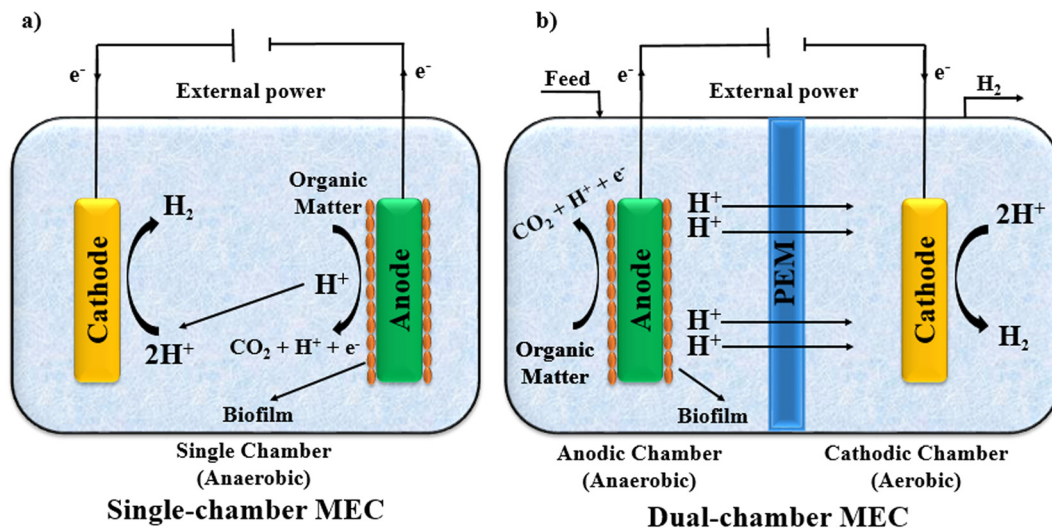 a)
e-
External power
e-
Cathode
H2
2H+
Organic
Matter
H+
CO2 + H+ + e-
Anode
Biofilm
Single Chamber
(Anaerobic)
Single-chamber MEC
b)
Feed
e-
External power
e-
H2
CO2 + H+ + e-
Organic
Matter
Anode
H+
H+
H+
H+
PEM
Cathode
2H+
H2
Biofilm
Anodic Chamber
(Anaerobic)
Cathodic Chamber
(Aerobic)
Dual-chamber MEC